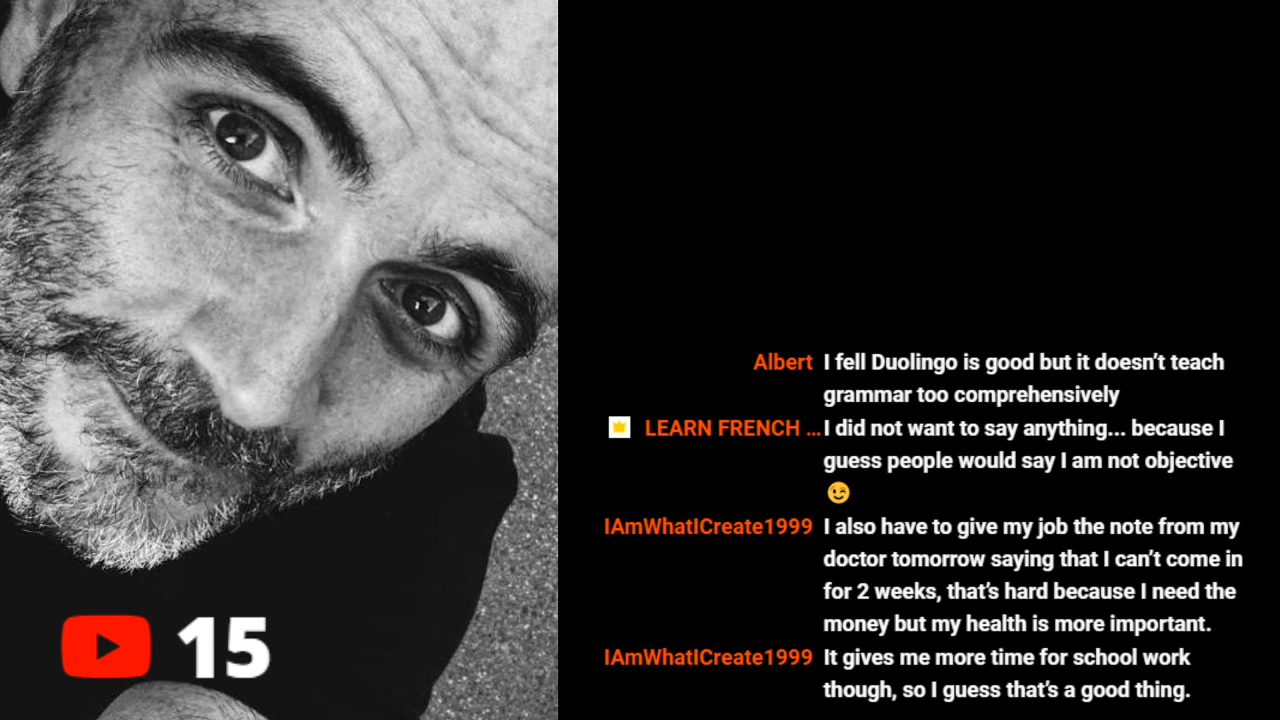 Albert I fell Duolingo is good but it doesn’t teach
grammar too comprehensively
LEARN FRENCH ... I did not want to say anything... because I
guess people would say I am not objective
😉
IAmWhatICreate1999 I also have to give my job the note from my
doctor tomorrow saying that I can’t come in
for 2 weeks, that’s hard because I need the
money but my health is more important.
IAmWhatICreate1999 It gives me more time for school work
though, so I guess that’s a good thing.
15